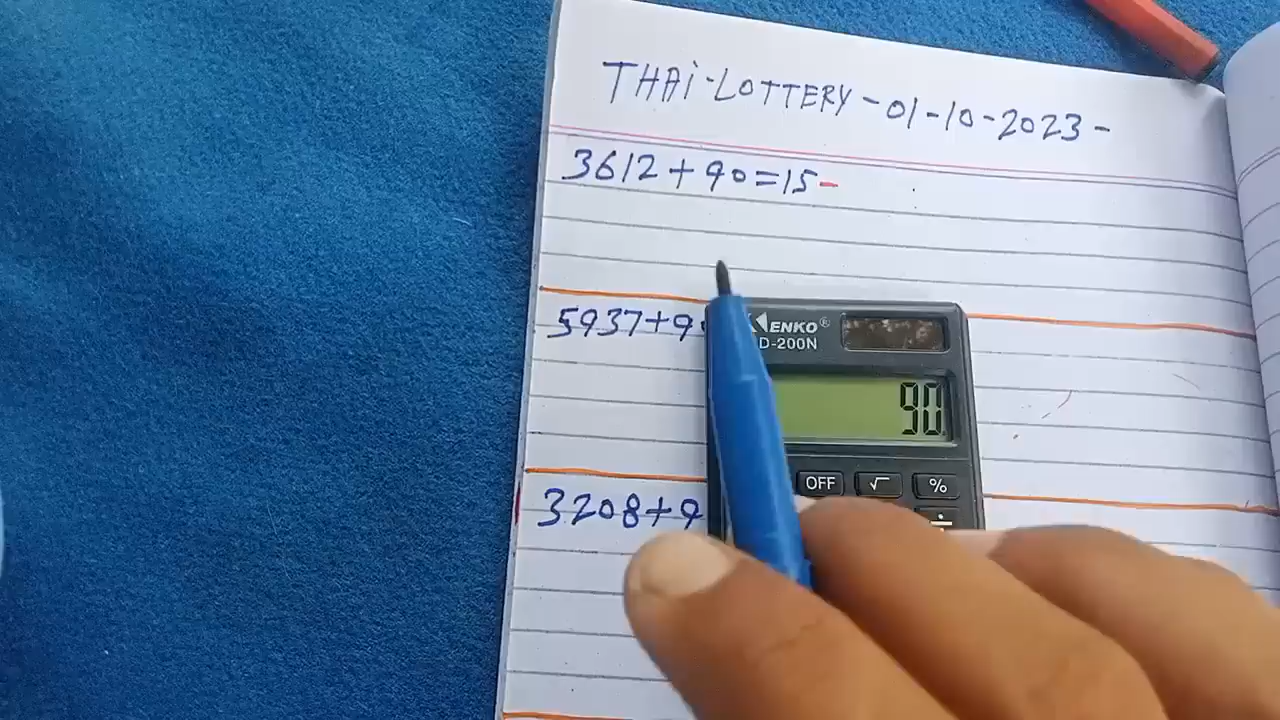 THAi-LOTTERY-01-10-2023-
3612+90=15-
5937+9
ENKO®
D-200N
90
3208+9
OFF √ %
÷